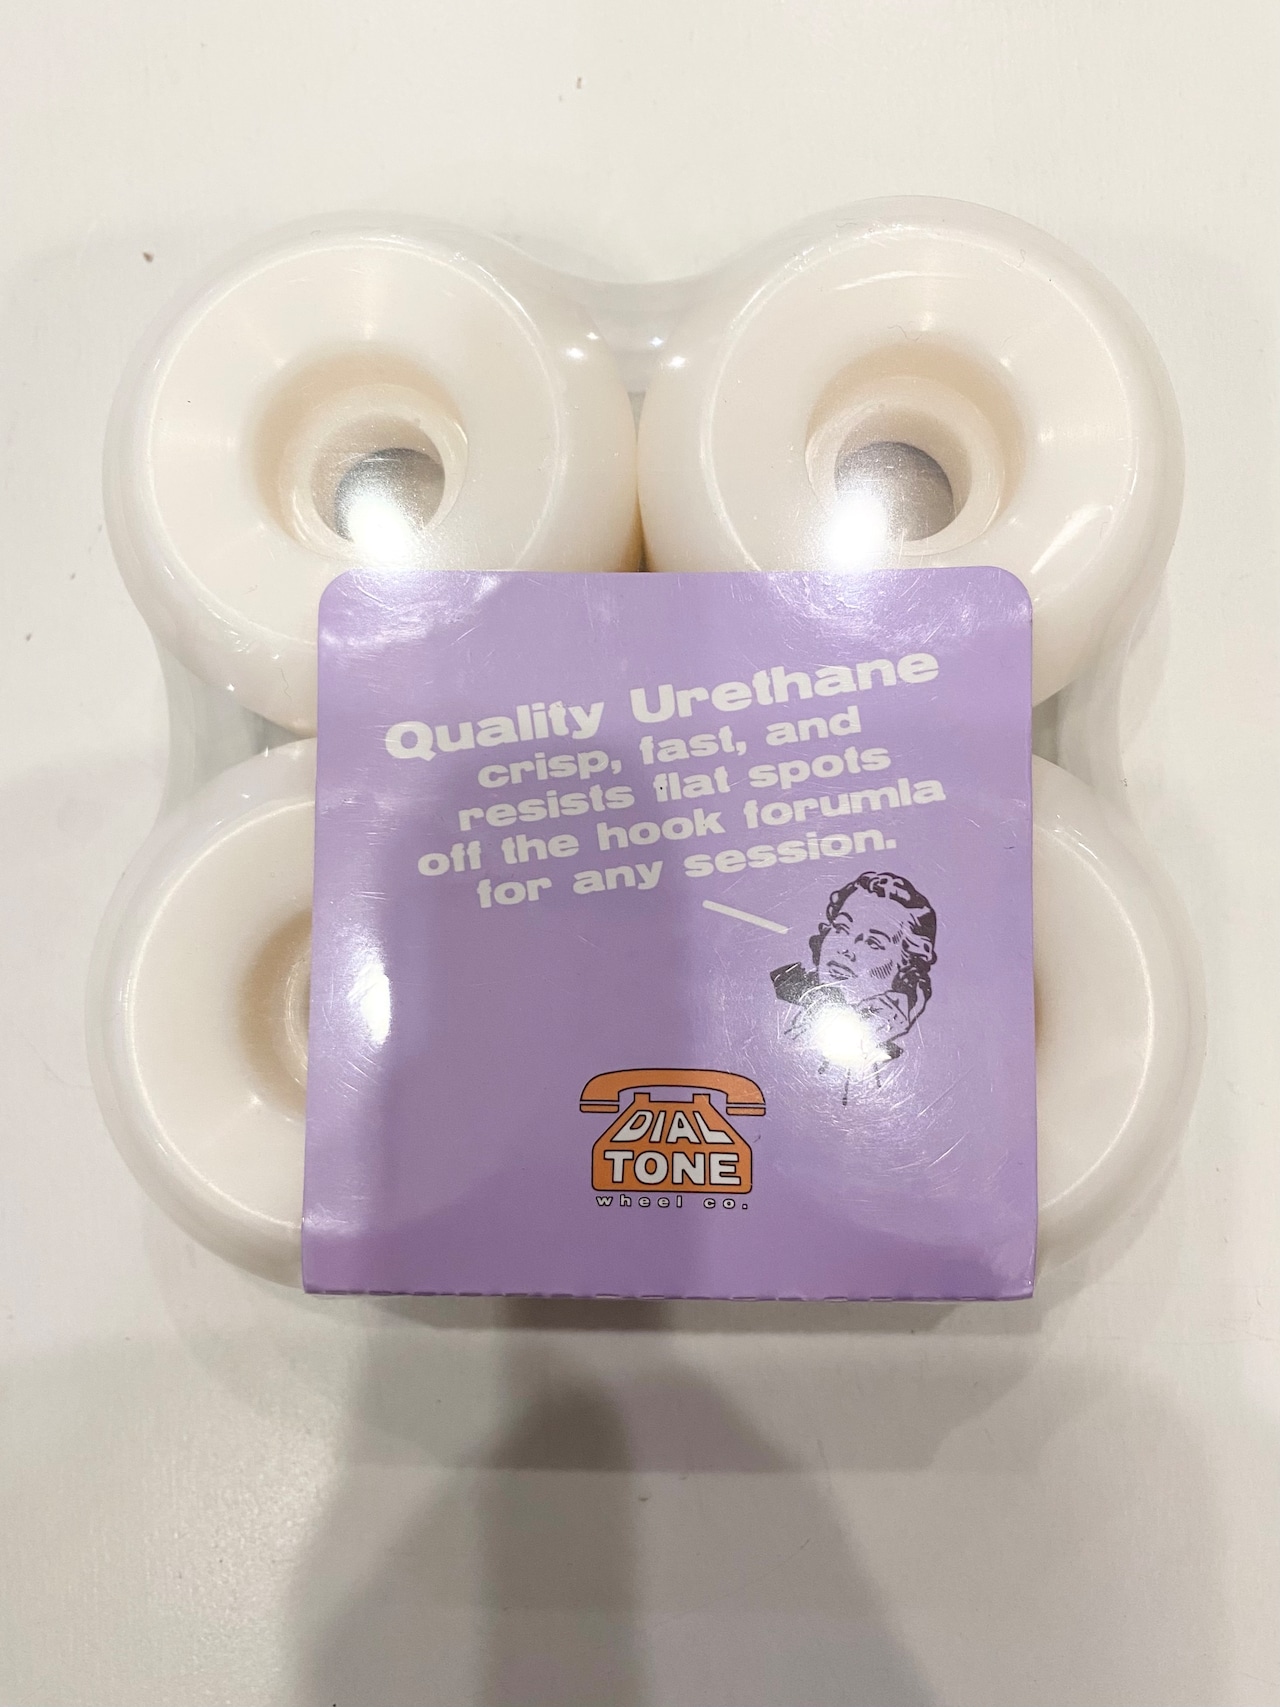 Quality Urethane
crisp, fast, and
resists flat spots
off the hook forumla
for any session.
DIAL
TONE
wheel co.